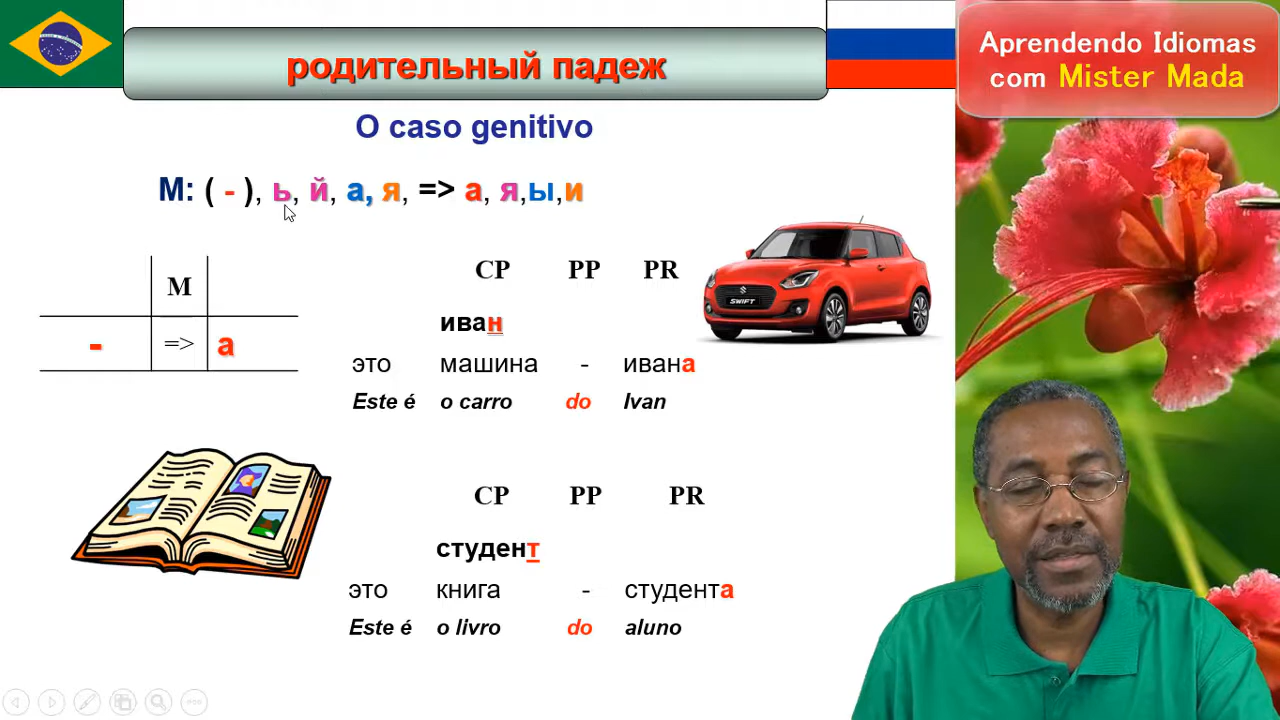 родительный падеж
Aprendendo Idiomas
com Mister Mada
O caso genitivo
М: ( - ), ь, й, а, я, => а, я,ы,и
М
- => а
CP PP PR
иван
это машина - ивана
Este é o carro do Ivan
SWIFT
CP PP PR
студент
это книга - студента
Este é o livro do aluno